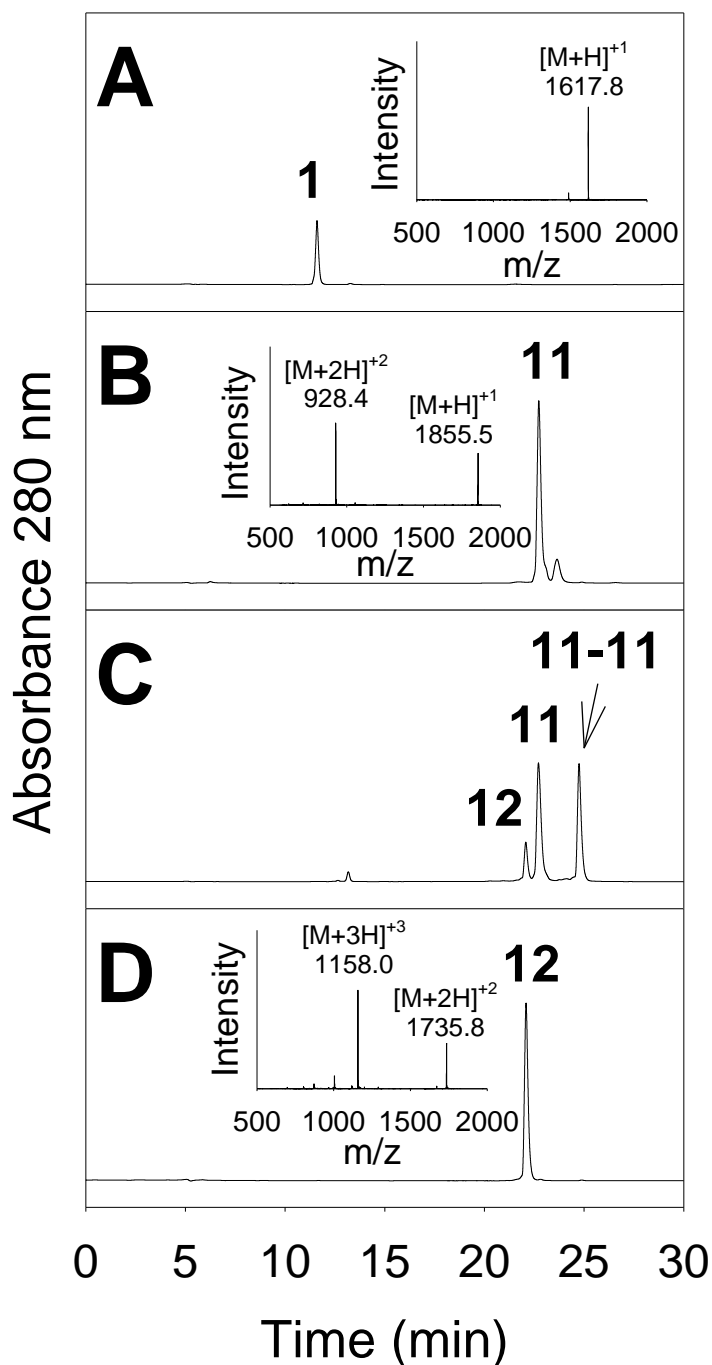 A
[M+H]+1
1617.8
Intensity
1
500 1000 1500 2000
m/z
B
11
[M+2H]+2
928.4
[M+H]+1
1855.5
Intensity
500 1000 1500 2000
m/z
C
11-11
11
12
D
[M+3H]+3
1158.0
12
[M+2H]+2
1735.8
Intensity
500 1000 1500 2000
m/z
Absorbance 280 nm
0 5 10 15 20 25 30
Time (min)